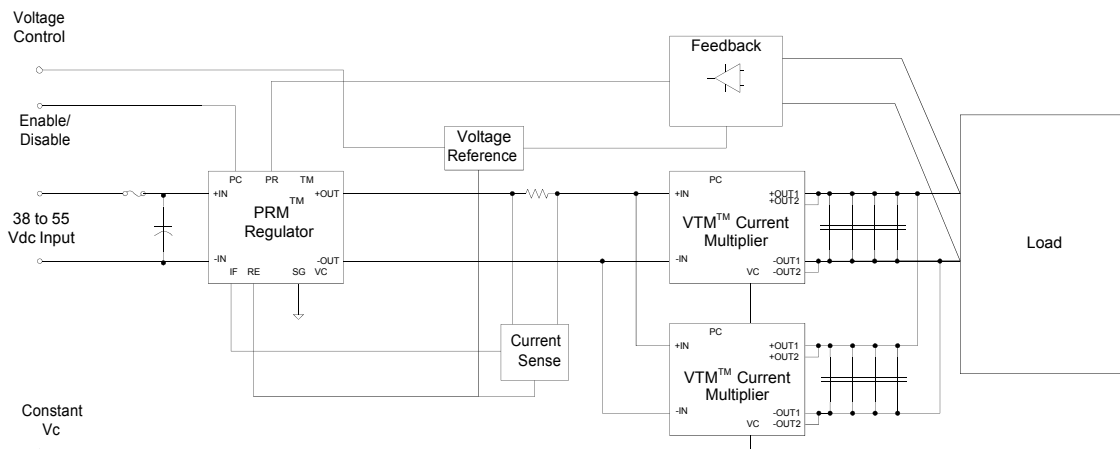 Voltage
Control
Feedback
Enable/
Disable
Voltage
Reference
PC PR TM
PC
+IN +OUT
+IN +OUT1
+OUT2
PRM™
Regulator
38 to 55
Vdc Input
VTM™ Current
Multiplier
Load
-IN -OUT
-IN -OUT1
VC -OUT2
IF RE SG VC
Current
Sense
PC
+IN +OUT1
+OUT2
VTM™ Current
Multiplier
Constant
Vc
-IN -OUT1
VC -OUT2